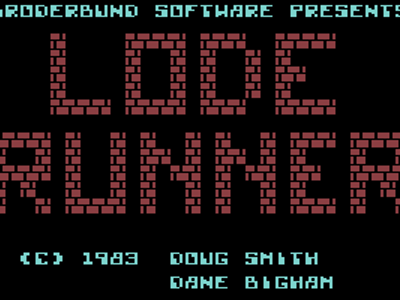 BRODERBUND SOFTWARE PRESENTS
LODE
RUNNER
(C) 1983 DOUG SMITH
DANE BIGHAM